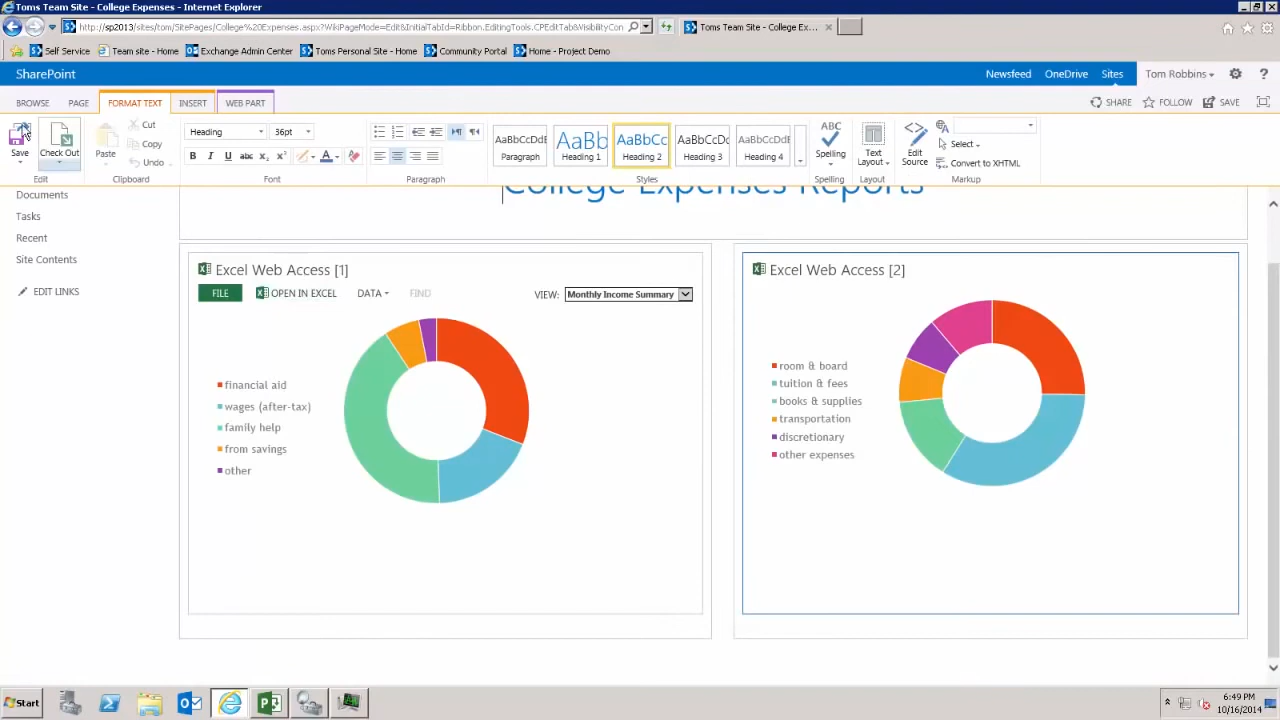 Toms Team Site - College Expenses - Internet Explorer
http://sp2013/sites/tom/SitePages/College%20Expenses.aspx?WikiPageMode=Edit&InitialTabId=Ribbon.EditingTools.CPEditTab&VisibilityCon
Toms Team Site - College Ex...
Self Service Team site - Home Exchange Admin Center Toms Personal Site - Home Community Portal Home - Project Demo
SharePoint Newsfeed OneDrive Sites Tom Robbins ?
BROWSE PAGE FORMAT TEXT INSERT WEB PART SHARE FOLLOW SAVE
Save Check Out Paste Cut Copy Undo
Heading 36pt
B I U abc x₂ x² A
AaBbCcDdE AaBb AaBbCc AaBbCcDd AaBbCcDdE
Paragraph Heading 1 Heading 2 Heading 3 Heading 4
Spelling Text Layout Edit Source Select Convert to XHTML
Edit Clipboard Font Paragraph Styles Spelling Layout Markup
College Expenses Reports
Documents
Tasks
Recent
Site Contents
EDIT LINKS
Excel Web Access [1]
FILE OPEN IN EXCEL DATA FIND VIEW: Monthly Income Summary
financial aid
wages (after-tax)
family help
from savings
other
Excel Web Access [2]
room & board
tuition & fees
books & supplies
transportation
discretionary
other expenses
Start
6:49 PM
10/16/2014